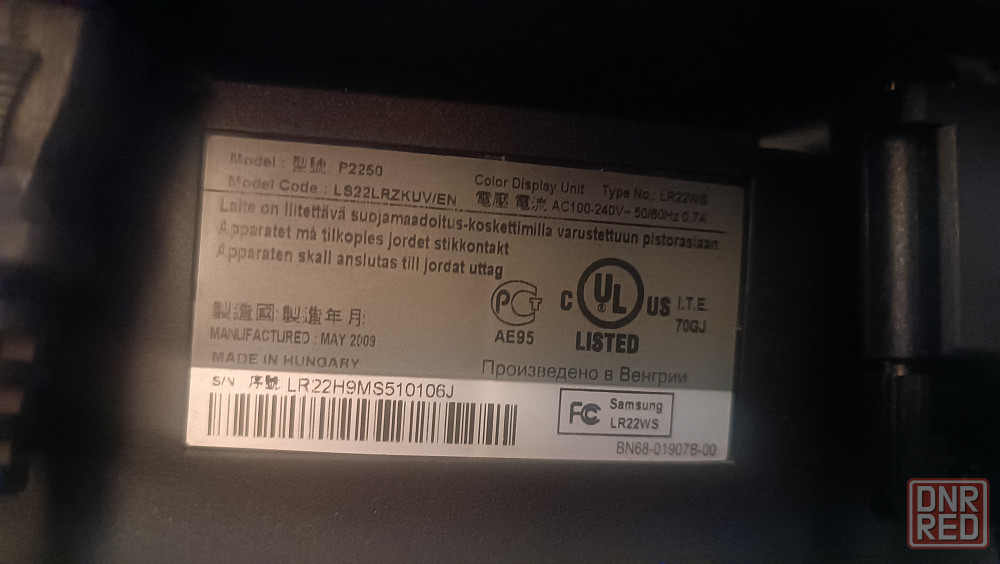 Model : 型號 P2250
Model Code : LS22LRZKUV/EN
Color Display Unit Type No.: LR22WS
電壓 電流 AC100-240V~ 50/60Hz 0.7A
Laite on liitettävä suojamaadoitus-koskettimilla varustettuun pistorasiaan
Apparatet må tilkoples jordet stikkontakt
Apparaten skall anslutas till jordat uttag
PCT
AE95
C UL US
LISTED
I.T.E.
70GJ
製造國: 製造年月:
MANUFACTURED : MAY 2009
MADE IN HUNGARY
Произведено в Венгрии
S/N 序號 LR22H9MS510106J
FC Samsung
LR22WS
BN68-01907B-00
DNR
RED